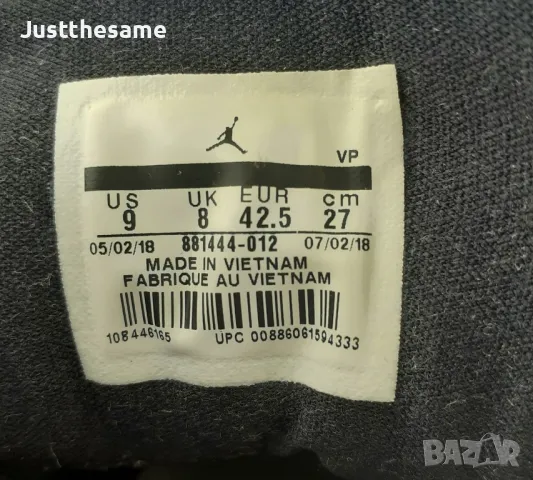 Justthesame
VP
US UK EUR cm
9 8 42.5 27
05/02/18 881444-012 07/02/18
MADE IN VIETNAM
FABRIQUE AU VIETNAM
108446165 UPC 00886061594333
BAZAR